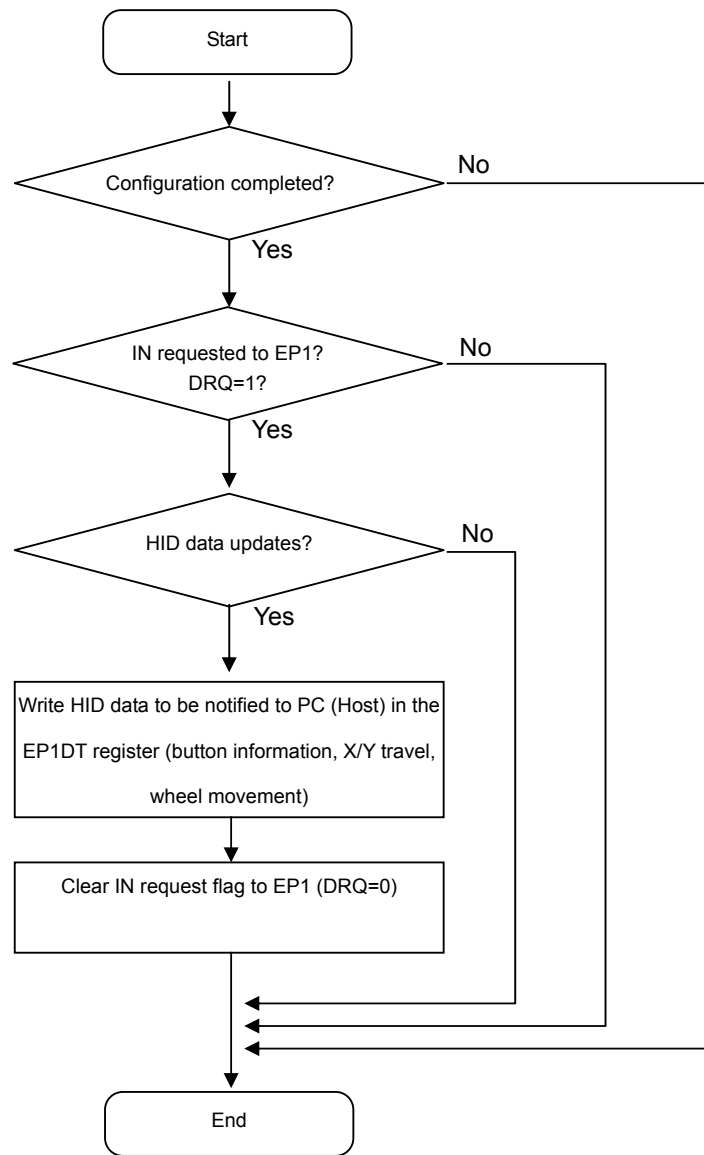 Start
Configuration completed?
No
Yes
IN requested to EP1?
DRQ=1?
No
Yes
HID data updates?
No
Yes
Write HID data to be notified to PC (Host) in the
EP1DT register (button information, X/Y travel,
wheel movement)
Clear IN request flag to EP1 (DRQ=0)
End